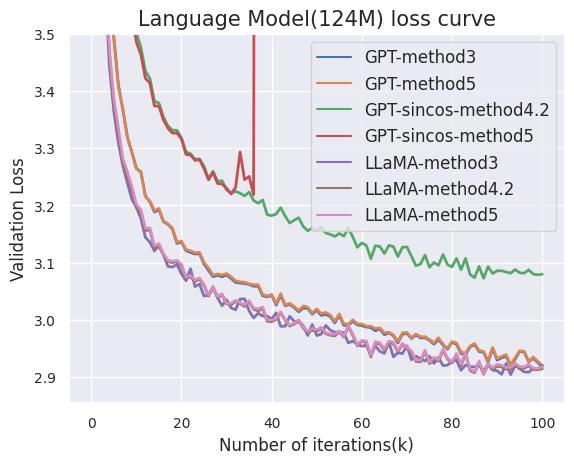 Language Model(124M) loss curve
3.5
3.4
3.3
3.2
3.1
3.0
2.9
Validation Loss
GPT-method3
GPT-method5
GPT-sincos-method4.2
GPT-sincos-method5
LLaMA-method3
LLaMA-method4.2
LLaMA-method5
0 20 40 60 80 100
Number of iterations(k)